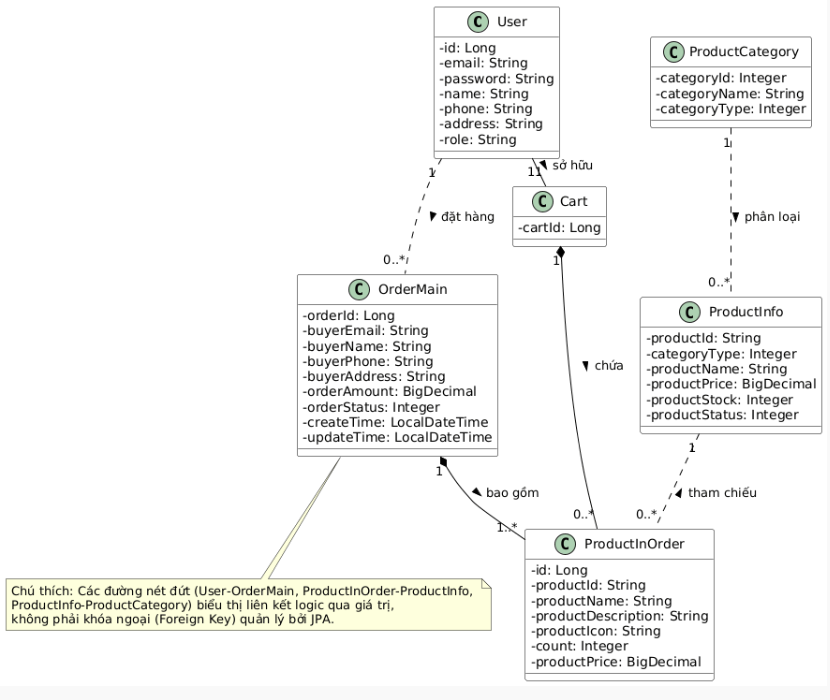 C User
-id: Long
-email: String
-password: String
-name: String
-phone: String
-address: String
-role: String
C ProductCategory
-categoryId: Integer
-categoryName: String
-categoryType: Integer
1
11
sở hữu
1
C Cart
-cartId: Long
đặt hàng
phân loại
0..*
1
0..*
C OrderMain
-orderId: Long
-buyerEmail: String
-buyerName: String
-buyerPhone: String
-buyerAddress: String
-orderAmount: BigDecimal
-orderStatus: Integer
-createTime: LocalDateTime
-updateTime: LocalDateTime
C ProductInfo
-productId: String
-categoryType: Integer
-productName: String
-productPrice: BigDecimal
-productStock: Integer
-productStatus: Integer
chứa
1
1
bao gồm
tham chiếu
1..*
0..*
0..*
C ProductInOrder
-id: Long
-productId: String
-productName: String
-productDescription: String
-productIcon: String
-count: Integer
-productPrice: BigDecimal
Chú thích: Các đường nét đứt (User-OrderMain, ProductInOrder-ProductInfo,
ProductInfo-ProductCategory) biểu thị liên kết logic qua giá trị,
không phải khóa ngoại (Foreign Key) quản lý bởi JPA.